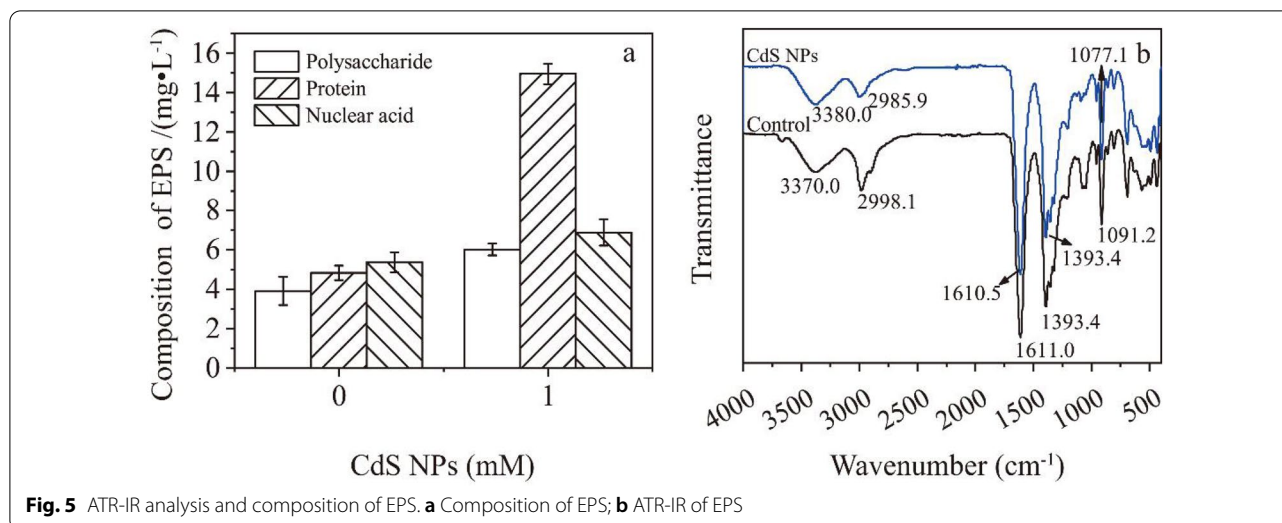 a
Polysaccharide
Protein
Nuclear acid
Composition of EPS /(mg•L⁻¹)
16
14
12
10
8
6
4
2
0
0 1
CdS NPs (mM)
b
CdS NPs
1077.1
3380.0
2985.9
Control
3370.0
2998.1
1091.2
1393.4
1610.5
1393.4
1611.0
Transmittance
4000 3500 3000 2500 2000 1500 1000 500
Wavenumber (cm⁻¹)
Fig. 5 ATR-IR analysis and composition of EPS. a Composition of EPS; b ATR-IR of EPS